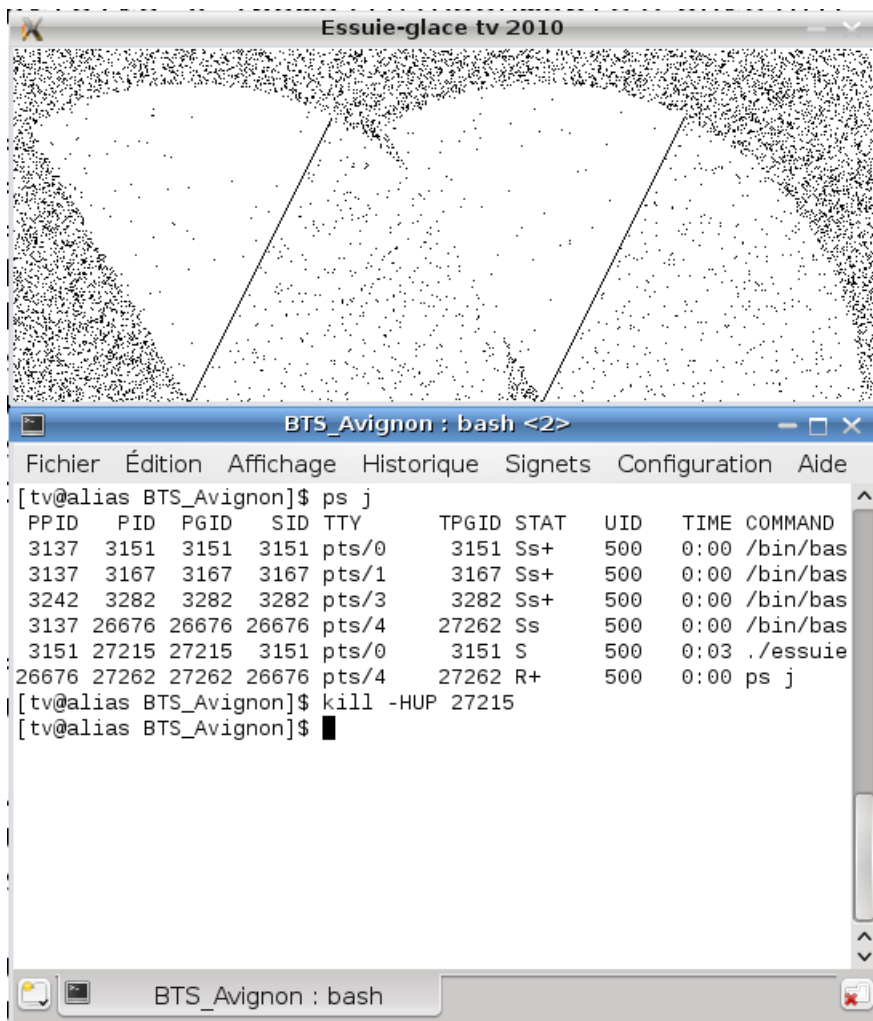 Essuie-glace tv 2010
BTS_Avignon : bash <2>
Fichier Édition Affichage Historique Signets Configuration Aide
[tv@alias BTS_Avignon]$ ps j
PPID PID PGID SID TTY TPGID STAT UID TIME COMMAND
3137 3151 3151 3151 pts/0 3151 Ss+ 500 0:00 /bin/bas
3137 3167 3167 3167 pts/1 3167 Ss+ 500 0:00 /bin/bas
3242 3282 3282 3282 pts/3 3282 Ss+ 500 0:00 /bin/bas
3137 26676 26676 26676 pts/4 27262 Ss 500 0:00 /bin/bas
3151 27215 27215 3151 pts/0 3151 S 500 0:03 ./essuie
26676 27262 27262 26676 pts/4 27262 R+ 500 0:00 ps j
[tv@alias BTS_Avignon]$ kill -HUP 27215
[tv@alias BTS_Avignon]$
BTS_Avignon : bash